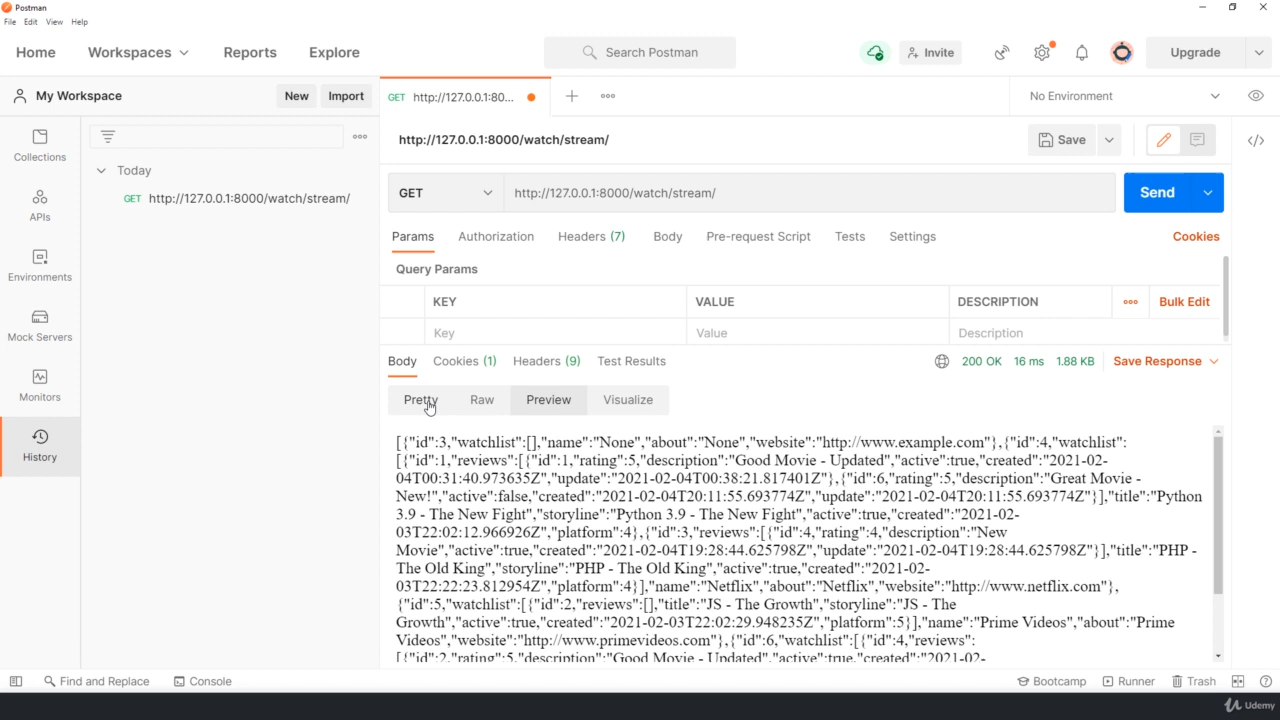 Postman
File Edit View Help
Home Workspaces Reports Explore Search Postman Invite Upgrade
My Workspace New Import GET http://127.0.0.1:80... No Environment
http://127.0.0.1:8000/watch/stream/ Save
Collections
Today
GET http://127.0.0.1:8000/watch/stream/
GET http://127.0.0.1:8000/watch/stream/ Send
APIs
Params Authorization Headers (7) Body Pre-request Script Tests Settings Cookies
Environments
Query Params
KEY VALUE DESCRIPTION Bulk Edit
Key Value Description
Mock Servers
Body Cookies (1) Headers (9) Test Results 200 OK 16 ms 1.88 KB Save Response
Monitors
Pretty Raw Preview Visualize
History
[{"id":3,"watchlist":[],"name":"None","about":"None","website":"http://www.example.com"},{"id":4,"watchlist":
[{"id":1,"reviews":[{"id":1,"rating":5,"description":"Good Movie - Updated","active":true,"created":"2021-02-
04T00:31:40.973635Z","update":"2021-02-04T00:38:21.817401Z"},{"id":6,"rating":5,"description":"Great Movie -
New!","active":false,"created":"2021-02-04T20:11:55.693774Z","update":"2021-02-04T20:11:55.693774Z"}],"title":"Python
3.9 - The New Fight","storyline":"Python 3.9 - The New Fight","active":true,"created":"2021-02-
03T22:02:12.966926Z","platform":4},{"id":3,"reviews":[{"id":4,"rating":4,"description":"New
Movie","active":true,"created":"2021-02-04T19:28:44.625798Z","update":"2021-02-04T19:28:44.625798Z"}],"title":"PHP -
The Old King","storyline":"PHP - The Old King","active":true,"created":"2021-02-
03T22:22:23.812954Z","platform":4}],"name":"Netflix","about":"Netflix","website":"http://www.netflix.com"},
{"id":5,"watchlist":[{"id":2,"reviews":[],"title":"JS - The Growth","storyline":"JS - The
Growth","active":true,"created":"2021-02-03T22:02:29.948235Z","platform":5}],"name":"Prime Videos","about":"Prime
Videos","website":"http://www.primevideos.com"},{"id":6,"watchlist":[{"id":4,"reviews":
[{"id":2,"rating":5,"description":"Good Movie - Updated","active":true,"created":"2021-02-
Find and Replace Console Bootcamp Runner Trash
Udemy